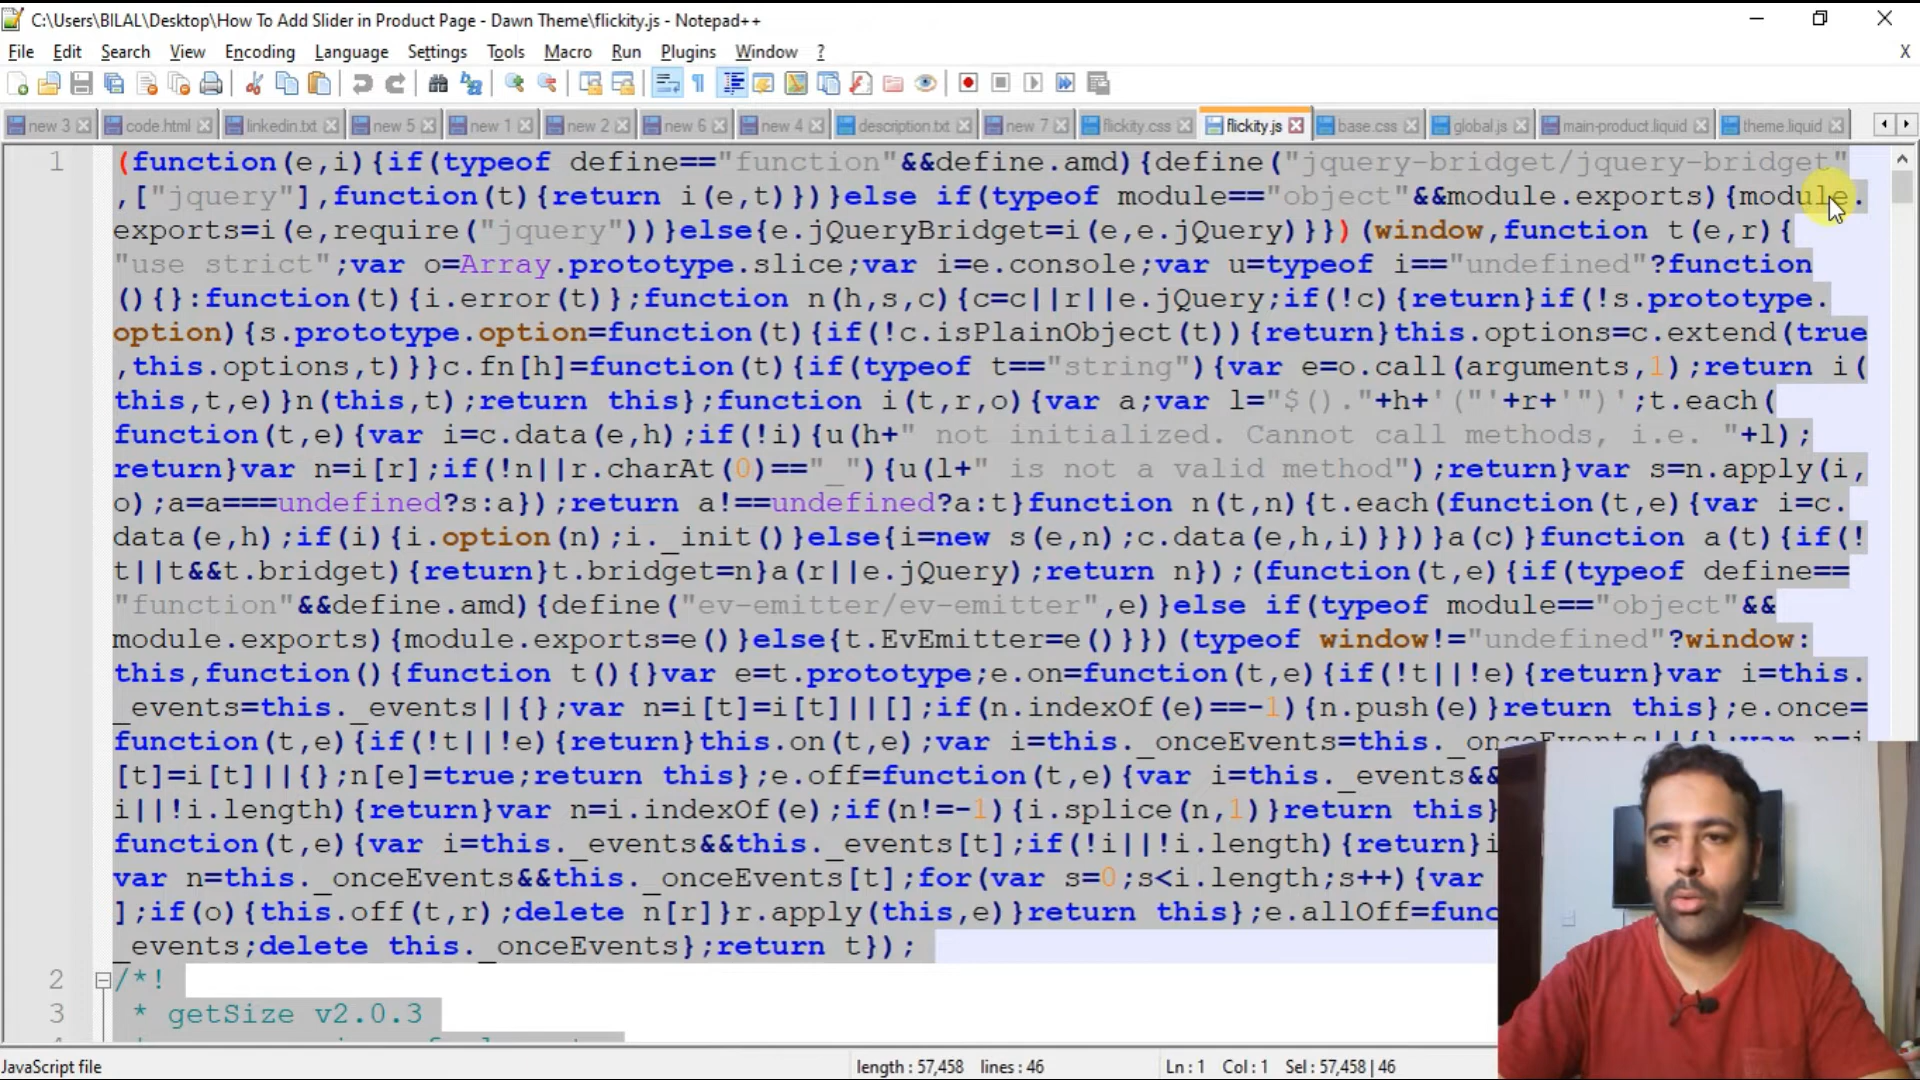 C:\Users\BILAL\Desktop\How To Add Slider in Product Page - Dawn Theme\flickity.js - Notepad++
File Edit Search View Encoding Language Settings Tools Macro Run Plugins Window ? X
new 3 code.html linkedin.txt new 5 new 1 new 2 new 6 new 4 description.txt new 7 flickity.css flickity.js base.css global.js main-product.liquid theme.liquid
1 (function(e,i){if(typeof define=="function"&&define.amd){define("jquery-bridget/jquery-bridget"
,["jquery"],function(t){return i(e,t)})}else if(typeof module=="object"&&module.exports){module.
exports=i(e,require("jquery"))}else{e.jQueryBridget=i(e,e.jQuery)}})(window,function t(e,r){
"use strict";var o=Array.prototype.slice;var i=e.console;var u=typeof i=="undefined"?function
(){}:function(t){i.error(t)};function n(h,s,c){c=c||r||e.jQuery;if(!c){return}if(!s.prototype.
option){s.prototype.option=function(t){if(!c.isPlainObject(t)){return}this.options=c.extend(true
,this.options,t)}}c.fn[h]=function(t){if(typeof t=="string"){var e=o.call(arguments,1);return i(
this,t,e)}n(this,t);return this};function i(t,r,o){var a;var l="$()."+h+'("'+r+'")';t.each(
function(t,e){var i=c.data(e,h);if(!i){u(h+" not initialized. Cannot call methods, i.e. "+l);
return}var n=i[r];if(!n||r.charAt(0)=="_"){u(l+" is not a valid method");return}var s=n.apply(i,
o);a=a===undefined?s:a});return a!==undefined?a:t}function n(t,n){t.each(function(t,e){var i=c.
data(e,h);if(i){i.option(n);i._init()}else{i=new s(e,n);c.data(e,h,i)}})}a(c)}function a(t){if(!
t||t&&t.bridget){return}t.bridget=n}a(r||e.jQuery);return n});(function(t,e){if(typeof define==
"function"&&define.amd){define("ev-emitter/ev-emitter",e)}else if(typeof module=="object"&&
module.exports){module.exports=e()}else{t.EvEmitter=e()}})(typeof window!="undefined"?window:
this,function(){function t(){}var e=t.prototype;e.on=function(t,e){if(!t||!e){return}var i=this.
_events=this._events||{};var n=i[t]=i[t]||[];if(n.indexOf(e)==-1){n.push(e)}return this};e.once=
function(t,e){if(!t||!e){return}this.on(t,e);var i=this._onceEvents=this._onceEvents||{};var n=i
[t]=i[t]||{};n[e]=true;return this};e.off=function(t,e){var i=this._events&&
i||!i.length){return}var n=i.indexOf(e);if(n!=-1){i.splice(n,1)}return this}
function(t,e){var i=this._events&&this._events[t];if(!i||!i.length){return}i
var n=this._onceEvents&&this._onceEvents[t];for(var s=0;s<i.length;s++){var
];if(o){this.off(t,r);delete n[r]}r.apply(this,e)}return this};e.allOff=func
_events;delete this._onceEvents};return t});
2 /*!
3 * getSize v2.0.3
JavaScript file length : 57,458 lines : 46 Ln : 1 Col : 1 Sel : 57,458 | 46